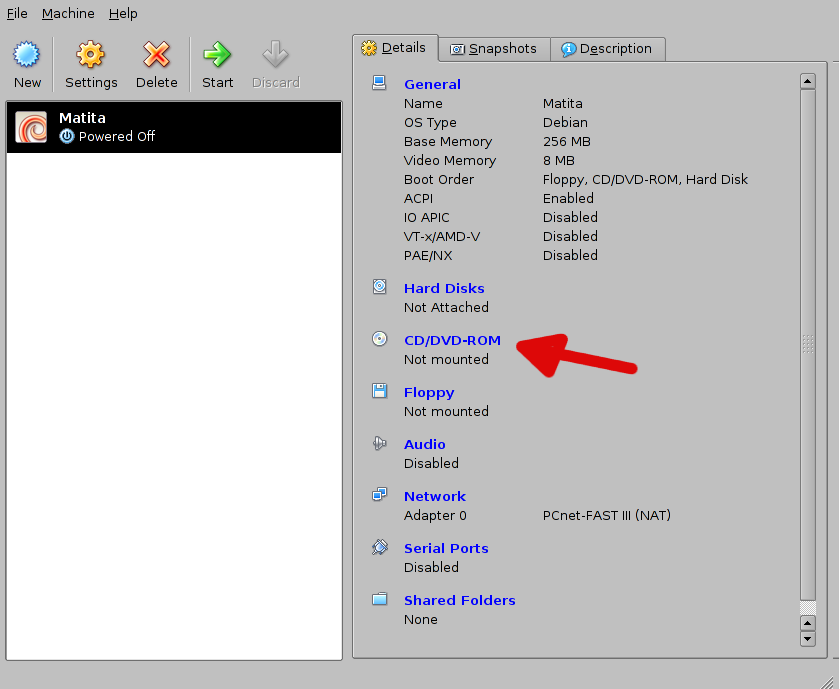 File Machine Help
New Settings Delete Start Discard
Matita
Powered Off
Details Snapshots Description
General
Name Matita
OS Type Debian
Base Memory 256 MB
Video Memory 8 MB
Boot Order Floppy, CD/DVD-ROM, Hard Disk
ACPI Enabled
IO APIC Disabled
VT-x/AMD-V Disabled
PAE/NX Disabled
Hard Disks
Not Attached
CD/DVD-ROM
Not mounted
Floppy
Not mounted
Audio
Disabled
Network
Adapter 0 PCnet-FAST III (NAT)
Serial Ports
Disabled
Shared Folders
None